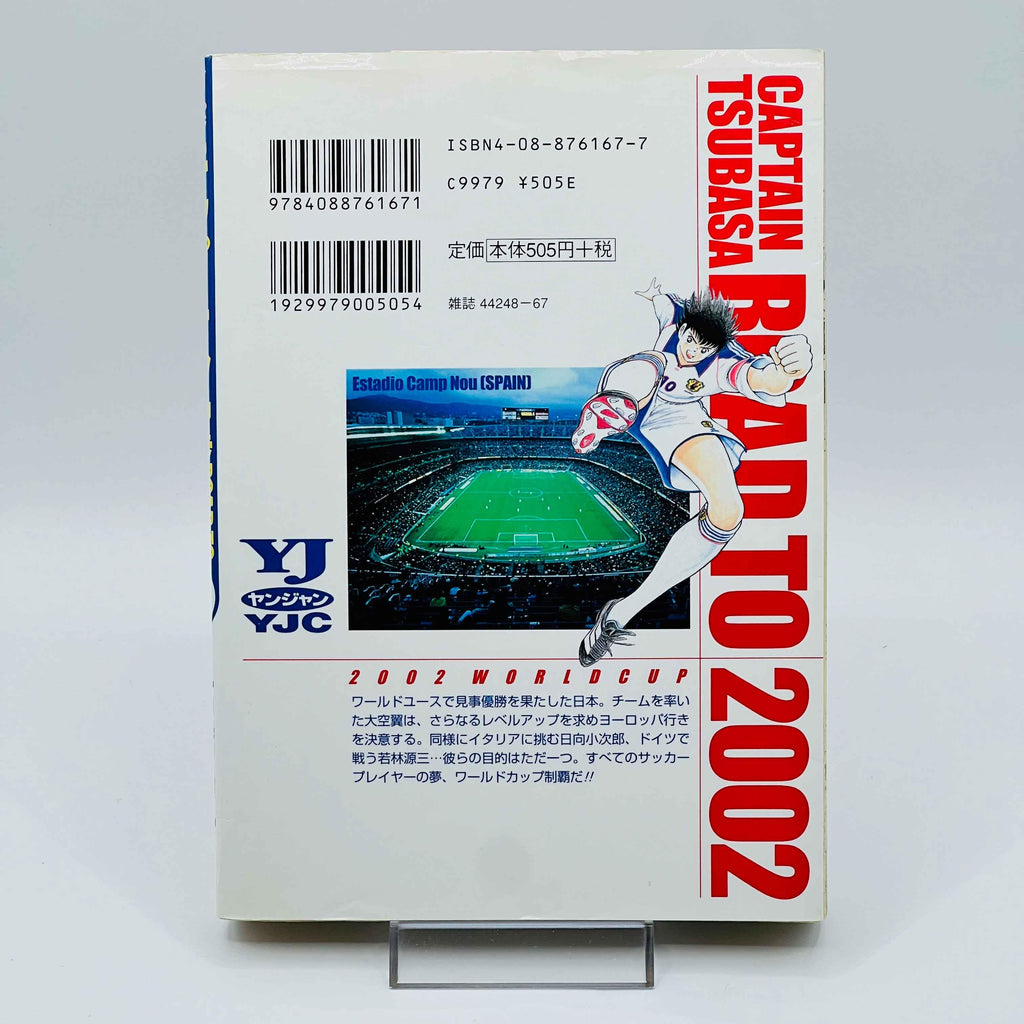 ISBN4-08-876167-7
C9979 ¥505E
9784088761671
定価 本体505円+税
1929979005054
雑誌 44248-67
CAPTAIN
TSUBASA
ROAD TO 2002
Estadio Camp Nou (SPAIN)
10
YJ
ヤンジャン
YJC
2002 WORLDCUP
ワールドユースで見事優勝を果たした日本。チームを率い
た大空翼は、さらなるレベルアップを求めヨーロッパ行き
を決意する。同様にイタリアに挑む日向小次郎、ドイツで
戦う若林源三…彼らの目的はただ一つ。すべてのサッカー
プレイヤーの夢、ワールドカップ制覇だ!!